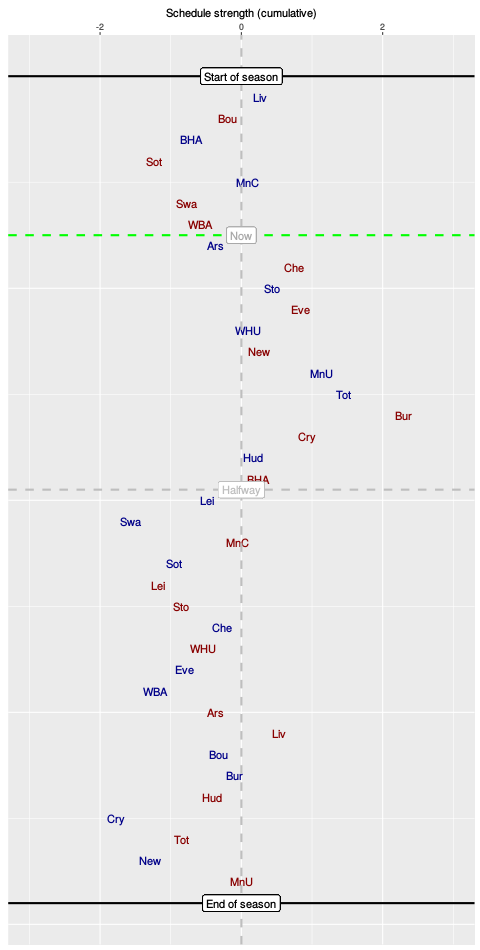 Schedule strength (cumulative)
-2 0 2
Start of season
Liv
Bou
BHA
Sot
MnC
Swa
WBA
Now
Ars
Che
Sto
Eve
WHU
New
MnU
Tot
Bur
Cry
Hud
BHA
Halfway
Lei
Swa
MnC
Sot
Lei
Sto
Che
WHU
Eve
WBA
Ars
Liv
Bou
Bur
Hud
Cry
Tot
New
MnU
End of season